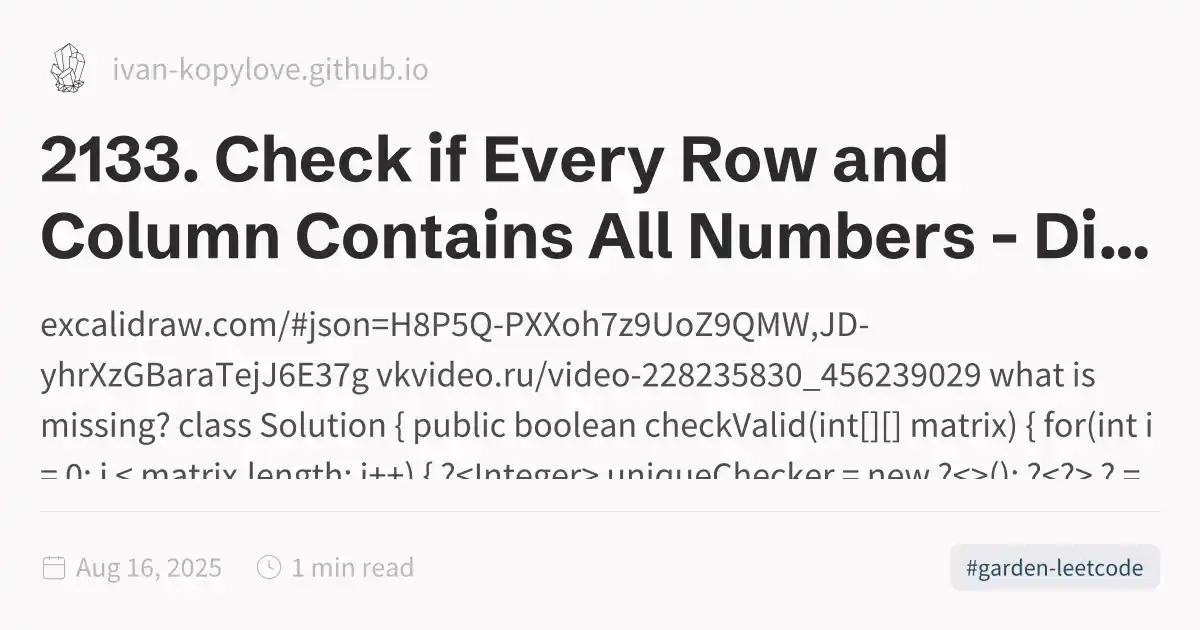 ivan-kopylove.github.io
2133. Check if Every Row and
Column Contains All Numbers - Di...
excalidraw.com/#json=H8P5Q-PXXoh7z9UoZ9QMW,JD-
yhrXzGBaraTejJ6E37g vkvideo.ru/video-228235830_456239029 what is
missing? class Solution { public boolean checkValid(int[][] matrix) { for(int i
= 0; i < matrix.length; i++) { ?<Integer> uniqueChecker = new ?<>(); ?<?> ? =
Aug 16, 2025
1 min read
#garden-leetcode